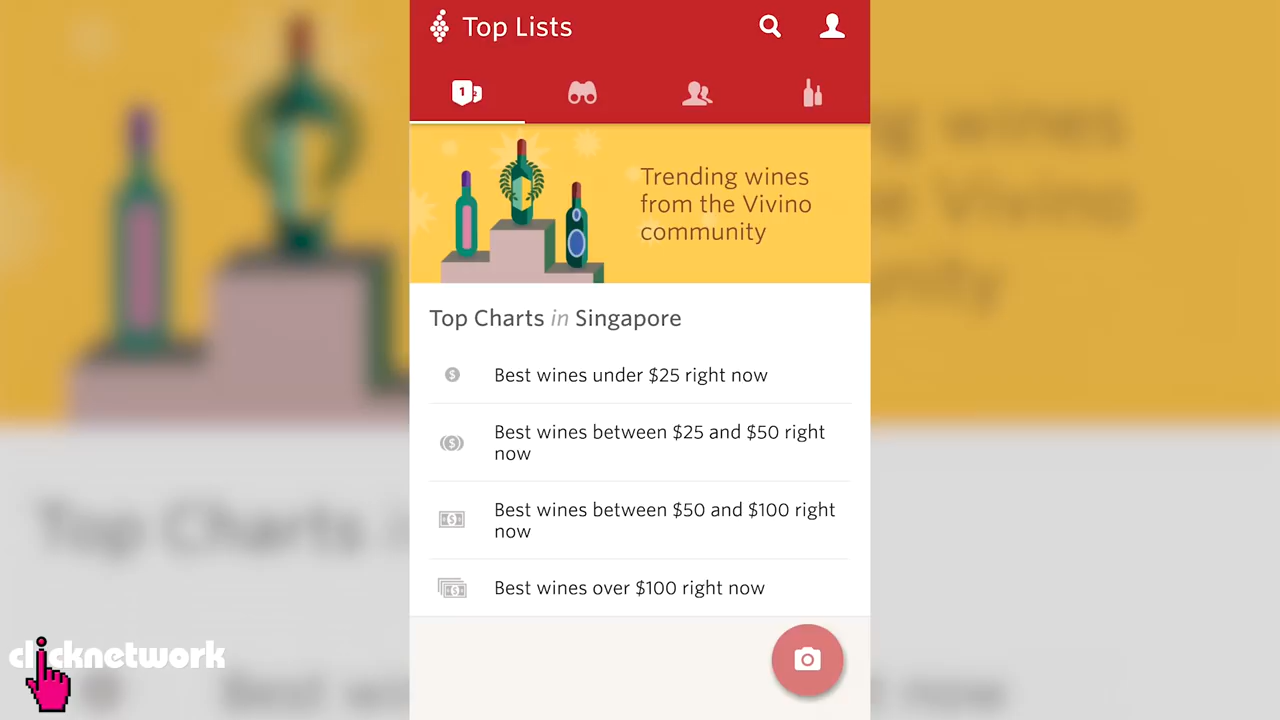 Top Lists
1 2
Trending wines
from the Vivino
community
Top Charts in Singapore
$ Best wines under $25 right now
$ Best wines between $25 and $50 right
now
$ Best wines between $50 and $100 right
now
$ Best wines over $100 right now
clicknetwork